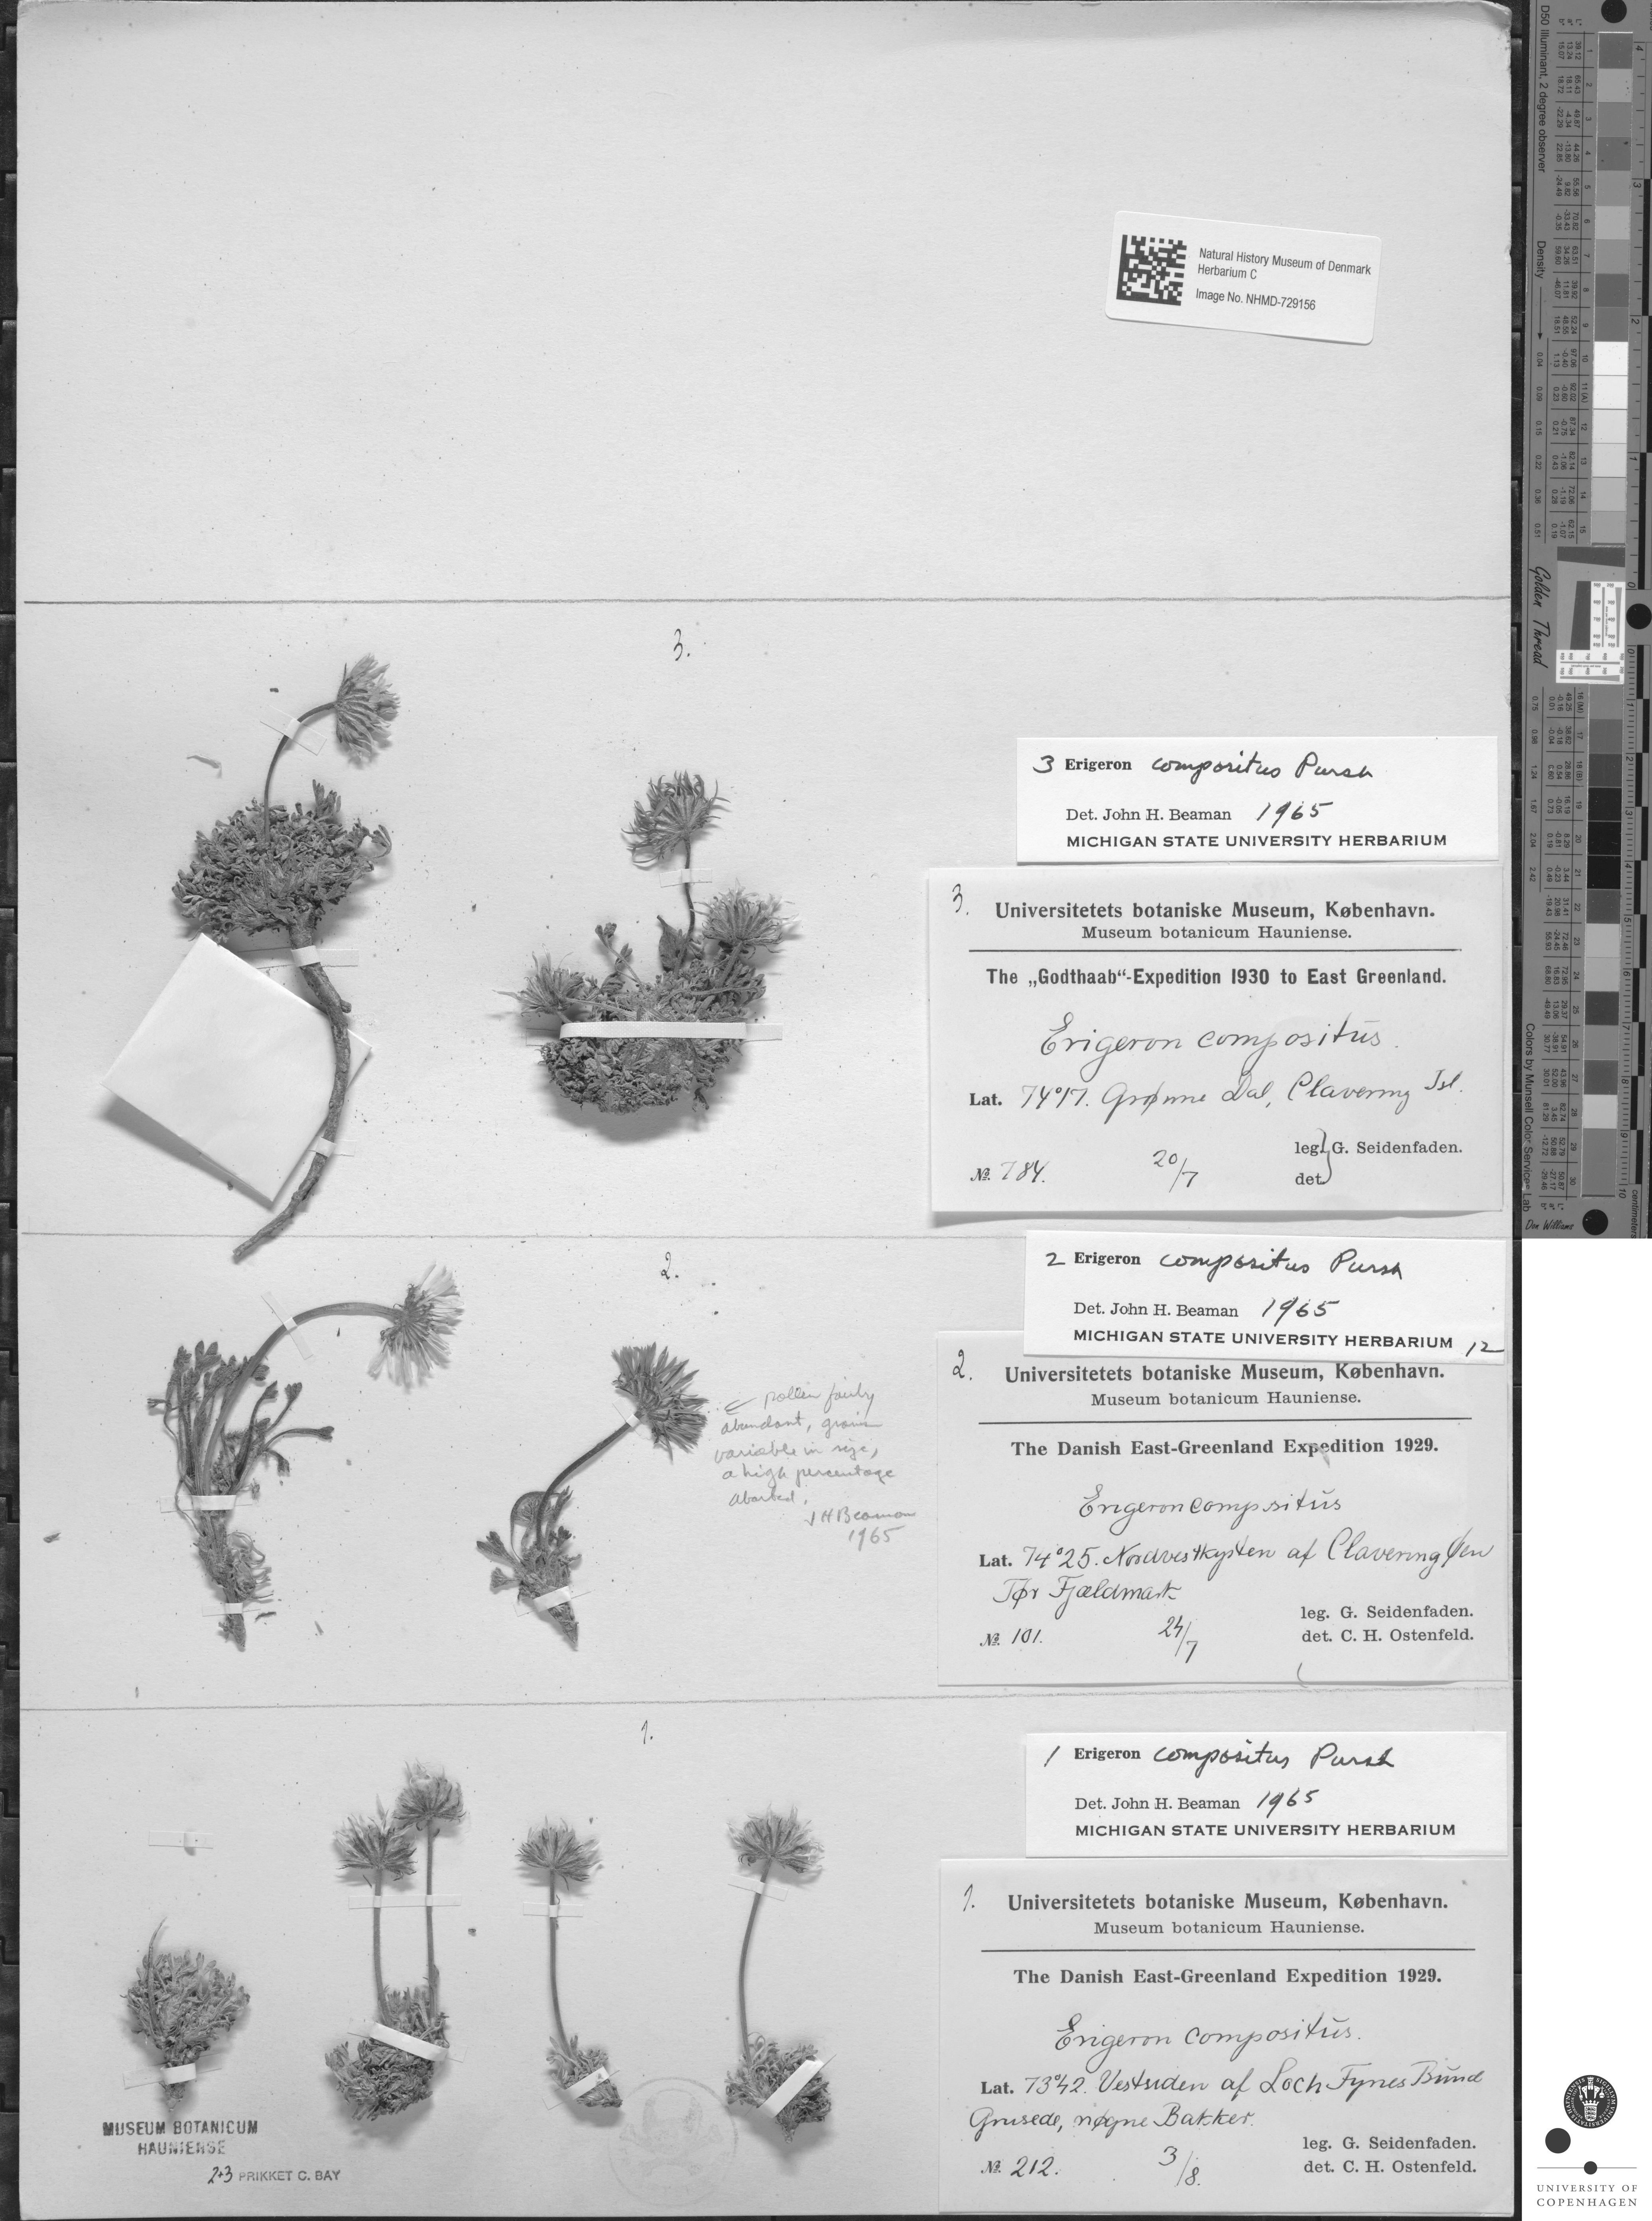 Natural History Museum of Denmark
Herbarium C
Image No. NHMD-729156
3.
3 Erigeron compositus Pursh
Det. John H. Beaman 1965
MICHIGAN STATE UNIVERSITY HERBARIUM
3.
Universitetets botaniske Museum, København.
Museum botanicum Hauniense.
The „Godthaab"-Expedition 1930 to East Greenland.
Erigeron compositus.
Lat. 74°17. Grønne Dal, Clavering Isl.
№ 784. 20/7
leg. } G. Seidenfaden.
det.
2.
2 Erigeron compositus Pursh
Det. John H. Beaman 1965
MICHIGAN STATE UNIVERSITY HERBARIUM 12
2.
Universitetets botaniske Museum, København.
Museum botanicum Hauniense.
The Danish East-Greenland Expedition 1929.
Erigeron compositus
Lat. 74°25. Nordvestkysten af Clavering Øen
Tør Fjældmark
leg. G. Seidenfaden.
№ 101. 24/7 det. C. H. Ostenfeld.
← pollen fairly
abundant, grains
variable in size,
a high percentage
aborted,
J H Beaman
1965
1.
1 Erigeron compositus Pursh
Det. John H. Beaman 1965
MICHIGAN STATE UNIVERSITY HERBARIUM
1.
Universitetets botaniske Museum, København.
Museum botanicum Hauniense.
The Danish East-Greenland Expedition 1929.
Erigeron compositus.
Lat. 73°42. Vestsiden af Loch Fynes Bund
Grusede, nøgne Bakker.
leg. G. Seidenfaden.
№ 212. 3/8. det. C. H. Ostenfeld.
MUSEUM BOTANICUM
HAUNIENSE
2+3 PRIKKET C. BAY
D50 Illuminant, 2 degree observer
Density
Golden Thread
Colors by Munsell Color Services Lab
Don Williams
centimeters
UNIVERSITY OF
COPENHAGEN